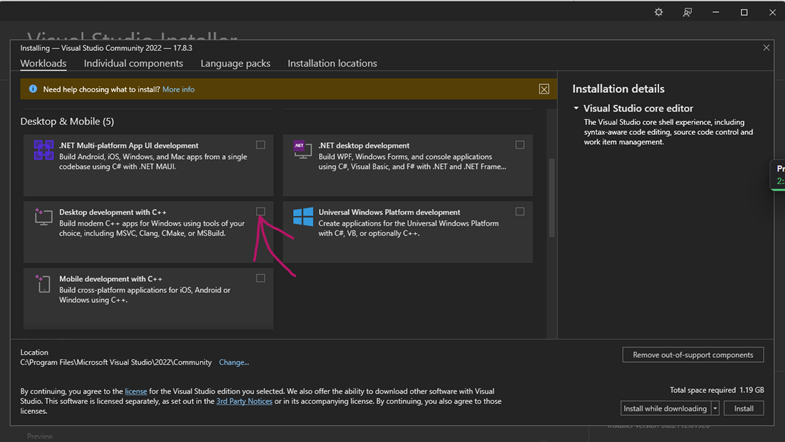 Visual Studio Installer
Installing — Visual Studio Community 2022 — 17.8.3
Workloads
Individual components
Language packs
Installation locations
Need help choosing what to install? More info
Desktop & Mobile (5)
.NET Multi-platform App UI development
Build Android, iOS, Windows, and Mac apps from a single
codebase using C# with .NET MAUI.
.NET
.NET desktop development
Build WPF, Windows Forms, and console applications
using C#, Visual Basic, and F# with .NET and .NET Frame...
Desktop development with C++
Build modern C++ apps for Windows using tools of your
choice, including MSVC, Clang, CMake, or MSBuild.
Universal Windows Platform development
Create applications for the Universal Windows Platform
with C#, VB, or optionally C++.
Mobile development with C++
Build cross-platform applications for iOS, Android or
Windows using C++.
Installation details
Visual Studio core editor
The Visual Studio core shell experience, including
syntax-aware code editing, source code control and
work item management.
Pr
2:
Location
C:\Program Files\Microsoft Visual Studio\2022\Community Change...
Remove out-of-support components
By continuing, you agree to the license for the Visual Studio edition you selected. We also offer the ability to download other software with Visual
Studio. This software is licensed separately, as set out in the 3rd Party Notices or in its accompanying license. By continuing, you also agree to those
licenses.
Total space required 1.19 GB
Install while downloading
Install
Preview